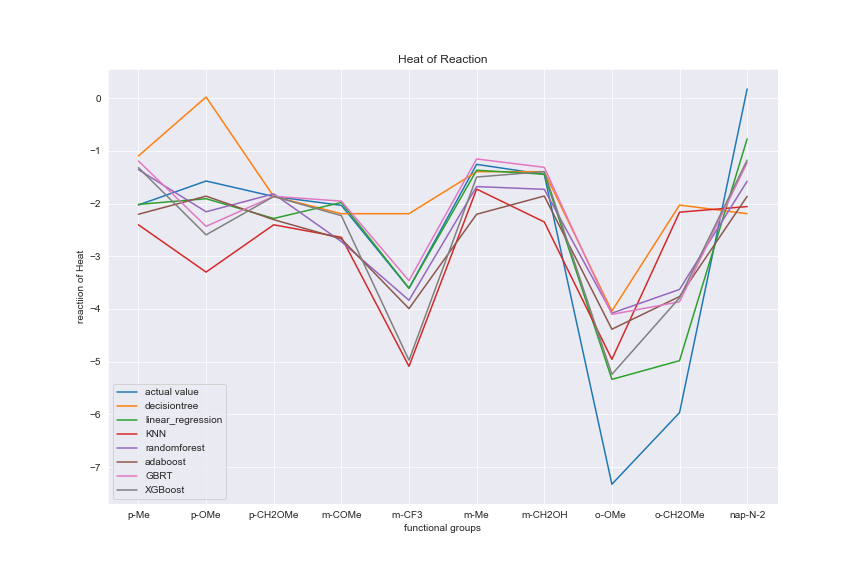 Heat of Reaction
reactiion of Heat
0
−1
−2
−3
−4
−5
−6
−7
actual value
decisiontree
linear_regression
KNN
randomforest
adaboost
GBRT
XGBoost
p-Me p-OMe p-CH2OMe m-COMe m-CF3 m-Me m-CH2OH o-OMe o-CH2OMe nap-N-2
functional groups